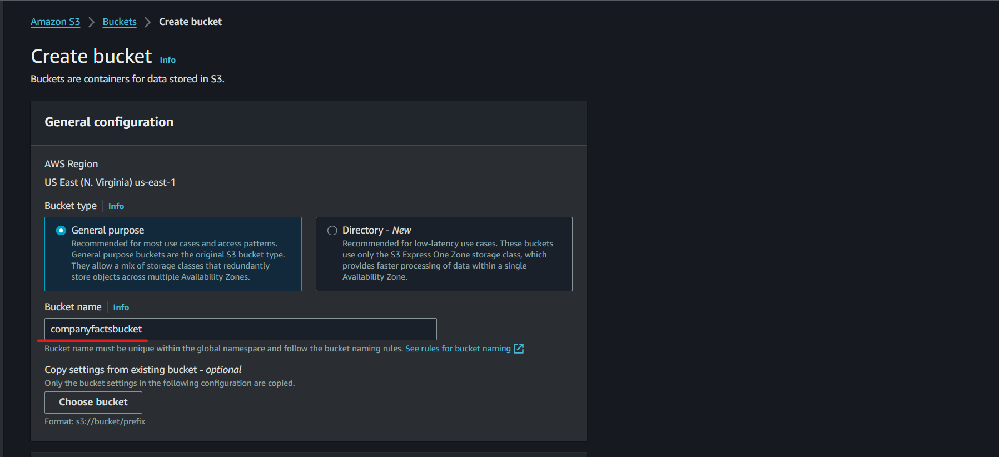 Amazon S3 > Buckets > Create bucket
Create bucket Info
Buckets are containers for data stored in S3.
General configuration
AWS Region
US East (N. Virginia) us-east-1
Bucket type Info
General purpose
Recommended for most use cases and access patterns.
General purpose buckets are the original S3 bucket type.
They allow a mix of storage classes that redundantly
store objects across multiple Availability Zones.
Directory - New
Recommended for low-latency use cases. These buckets
use only the S3 Express One Zone storage class, which
provides faster processing of data within a single
Availability Zone.
Bucket name Info
companyfactsbucket
Bucket name must be unique within the global namespace and follow the bucket naming rules. See rules for bucket naming
Copy settings from existing bucket - optional
Only the bucket settings in the following configuration are copied.
Choose bucket
Format: s3://bucket/prefix